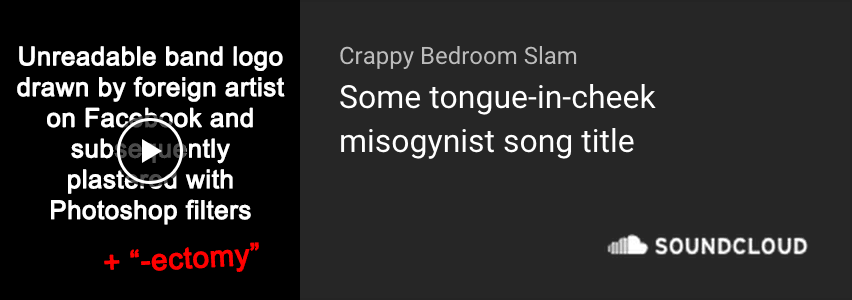 Unreadable band logo
drawn by foreign artist
on Facebook and
subsequently
plastered with
Photoshop filters
+ “-ectomy”
Crappy Bedroom Slam
Some tongue-in-cheek
misogynist song title
SOUNDCLOUD